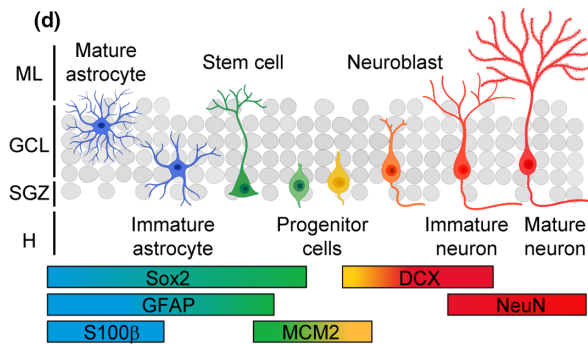 (d)
Mature
astrocyte
Stem cell
Neuroblast
ML
GCL
SGZ
H
Immature
astrocyte
Progenitor
cells
Immature
neuron
Mature
neuron
Sox2
DCX
GFAP
NeuN
S100β
MCM2